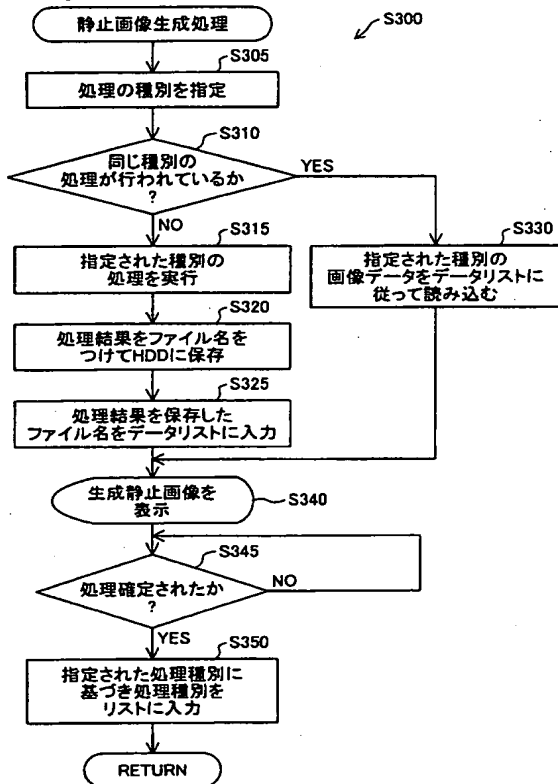 静止画像生成処理
S300
S305
処理の種別を指定
S310
同じ種別の
処理が行われているか
?
YES
NO
S315
指定された種別の
処理を実行
S330
指定された種別の
画像データをデータリストに
従って読み込む
S320
処理結果をファイル名を
つけてHDDに保存
S325
処理結果を保存した
ファイル名をデータリストに入力
生成静止画像を
表示
S340
S345
処理確定されたか
?
NO
YES
S350
指定された処理種別に
基づき処理種別を
リストに入力
RETURN